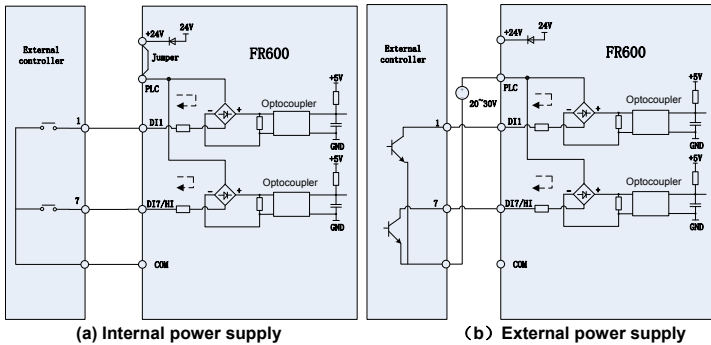 External
controller
+24V
24V
Jumper
FR600
PLC
+5V
Optocoupler
1
DI1
- +
GND
+5V
Optocoupler
7
DI7/HI
- +
GND
COM
(a) Internal power supply
External
controller
+24V
24V
FR600
PLC
20~30V
+5V
Optocoupler
1
DI1
- +
GND
+5V
Optocoupler
7
DI7/HI
- +
GND
COM
（b）External power supply